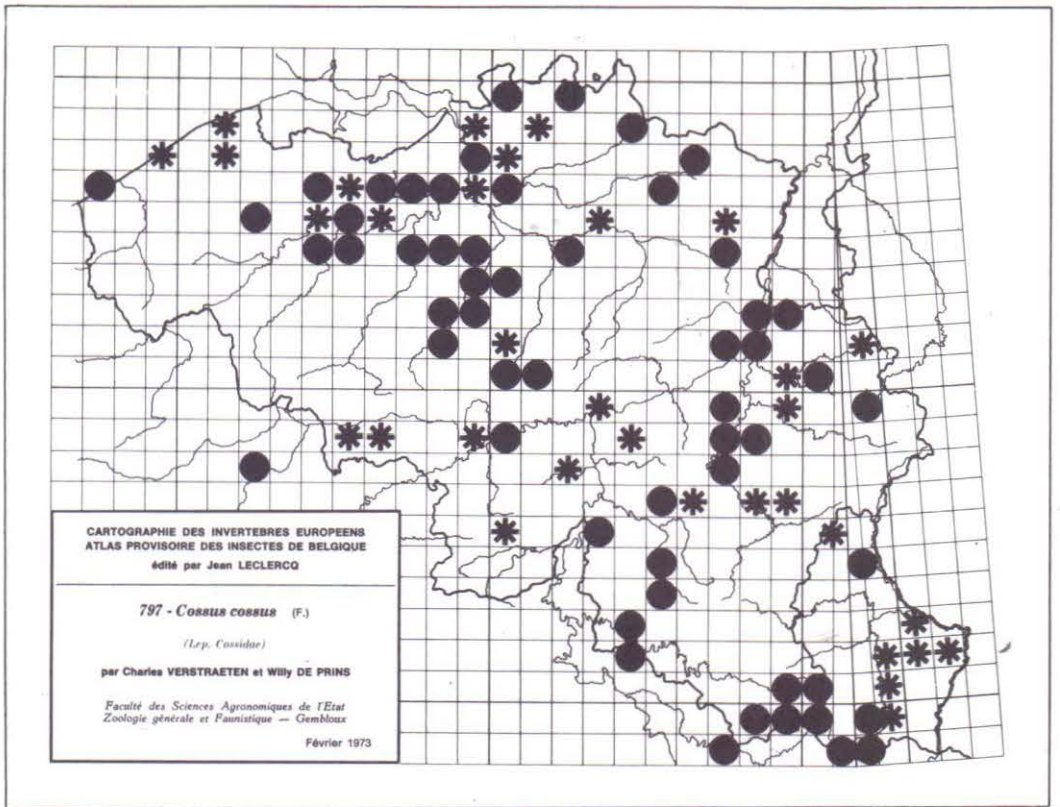 CARTOGRAPHIE DES INVERTEBRES EUROPEENS
ATLAS PROVISOIRE DES INSECTES DE BELGIQUE
édité par Jean LECLERCQ
797 - Cossus cossus (F.)
(Lep. Cossidae)
par Charles VERSTRAETEN et Willy DE PRINS
Faculté des Sciences Agronomiques de l'Etat
Zoologie générale et Faunistique — Gembloux
Février 1973